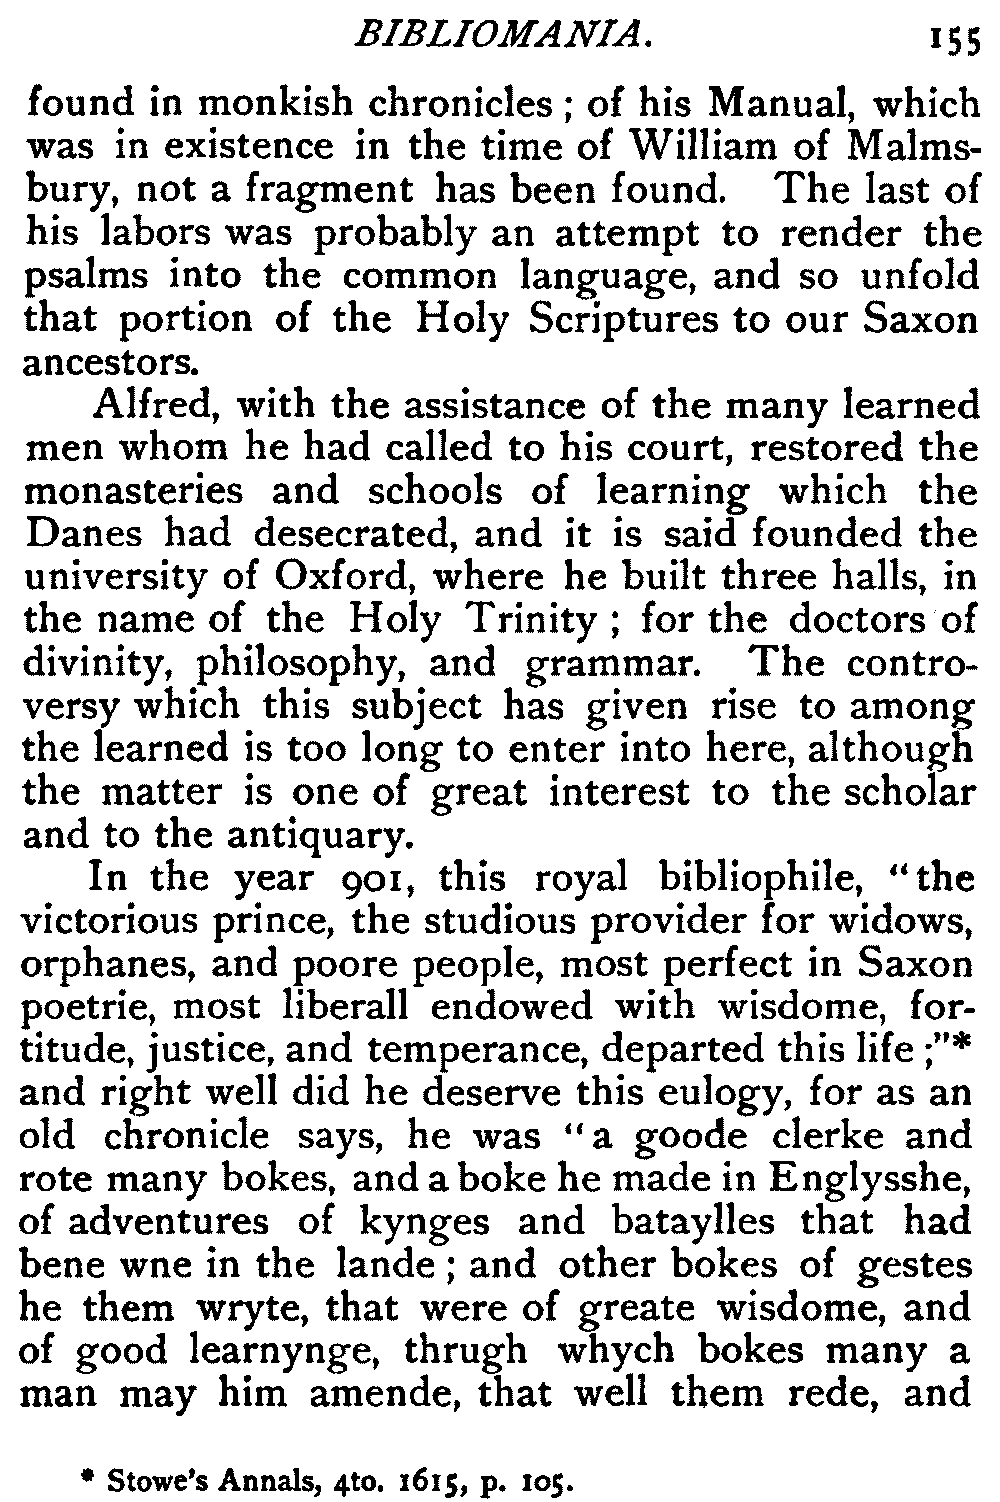 BIBLIOMANIA. 155
found in monkish chronicles ; of his Manual, which
was in existence in the time of William of Malms-
bury, not a fragment has been found. The last of
his labors was probably an attempt to render the
psalms into the common language, and so unfold
that portion of the Holy Scriptures to our Saxon
ancestors.
Alfred, with the assistance of the many learned
men whom he had called to his court, restored the
monasteries and schools of learning which the
Danes had desecrated, and it is said founded the
university of Oxford, where he built three halls, in
the name of the Holy Trinity ; for the doctors of
divinity, philosophy, and grammar. The contro-
versy which this subject has given rise to among
the learned is too long to enter into here, although
the matter is one of great interest to the scholar
and to the antiquary.
In the year 901, this royal bibliophile, "the
victorious prince, the studious provider for widows,
orphanes, and poore people, most perfect in Saxon
poetrie, most liberall endowed with wisdome, for-
titude, justice, and temperance, departed this life ;"*
and right well did he deserve this eulogy, for as an
old chronicle says, he was "a goode clerke and
rote many bokes, and a boke he made in Englysshe,
of adventures of kynges and bataylles that had
bene wne in the lande ; and other bokes of gestes
he them wryte, that were of greate wisdome, and
of good learnynge, thrugh whych bokes many a
man may him amende, that well them rede, and
* Stowe's Annals, 4to. 1615, p. 105.